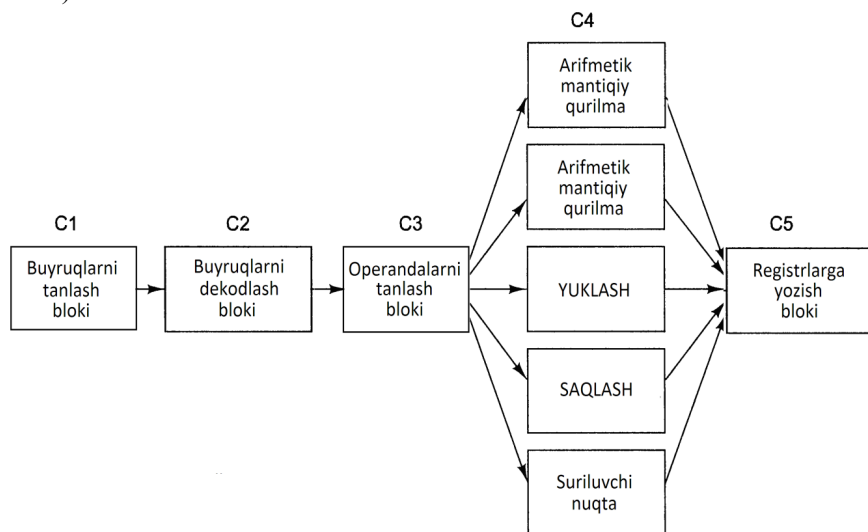 C4
Arifmetik
mantiqiy
qurilma
Arifmetik
mantiqiy
qurilma
C1
C2
C3
C5
Buyruqlarni
tanlash
bloki
Buyruqlarni
dekodlash
bloki
Operandalarni
tanlash
bloki
YUKLASH
Registrlarga
yozish
bloki
SAQLASH
Suriluvchi
nuqta